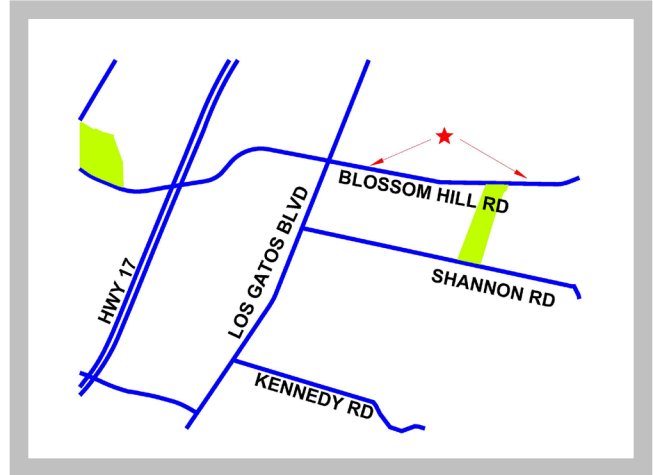 BLOSSOM HILL RD
LOS GATOS BLVD
HWY 17
SHANNON RD
KENNEDY RD